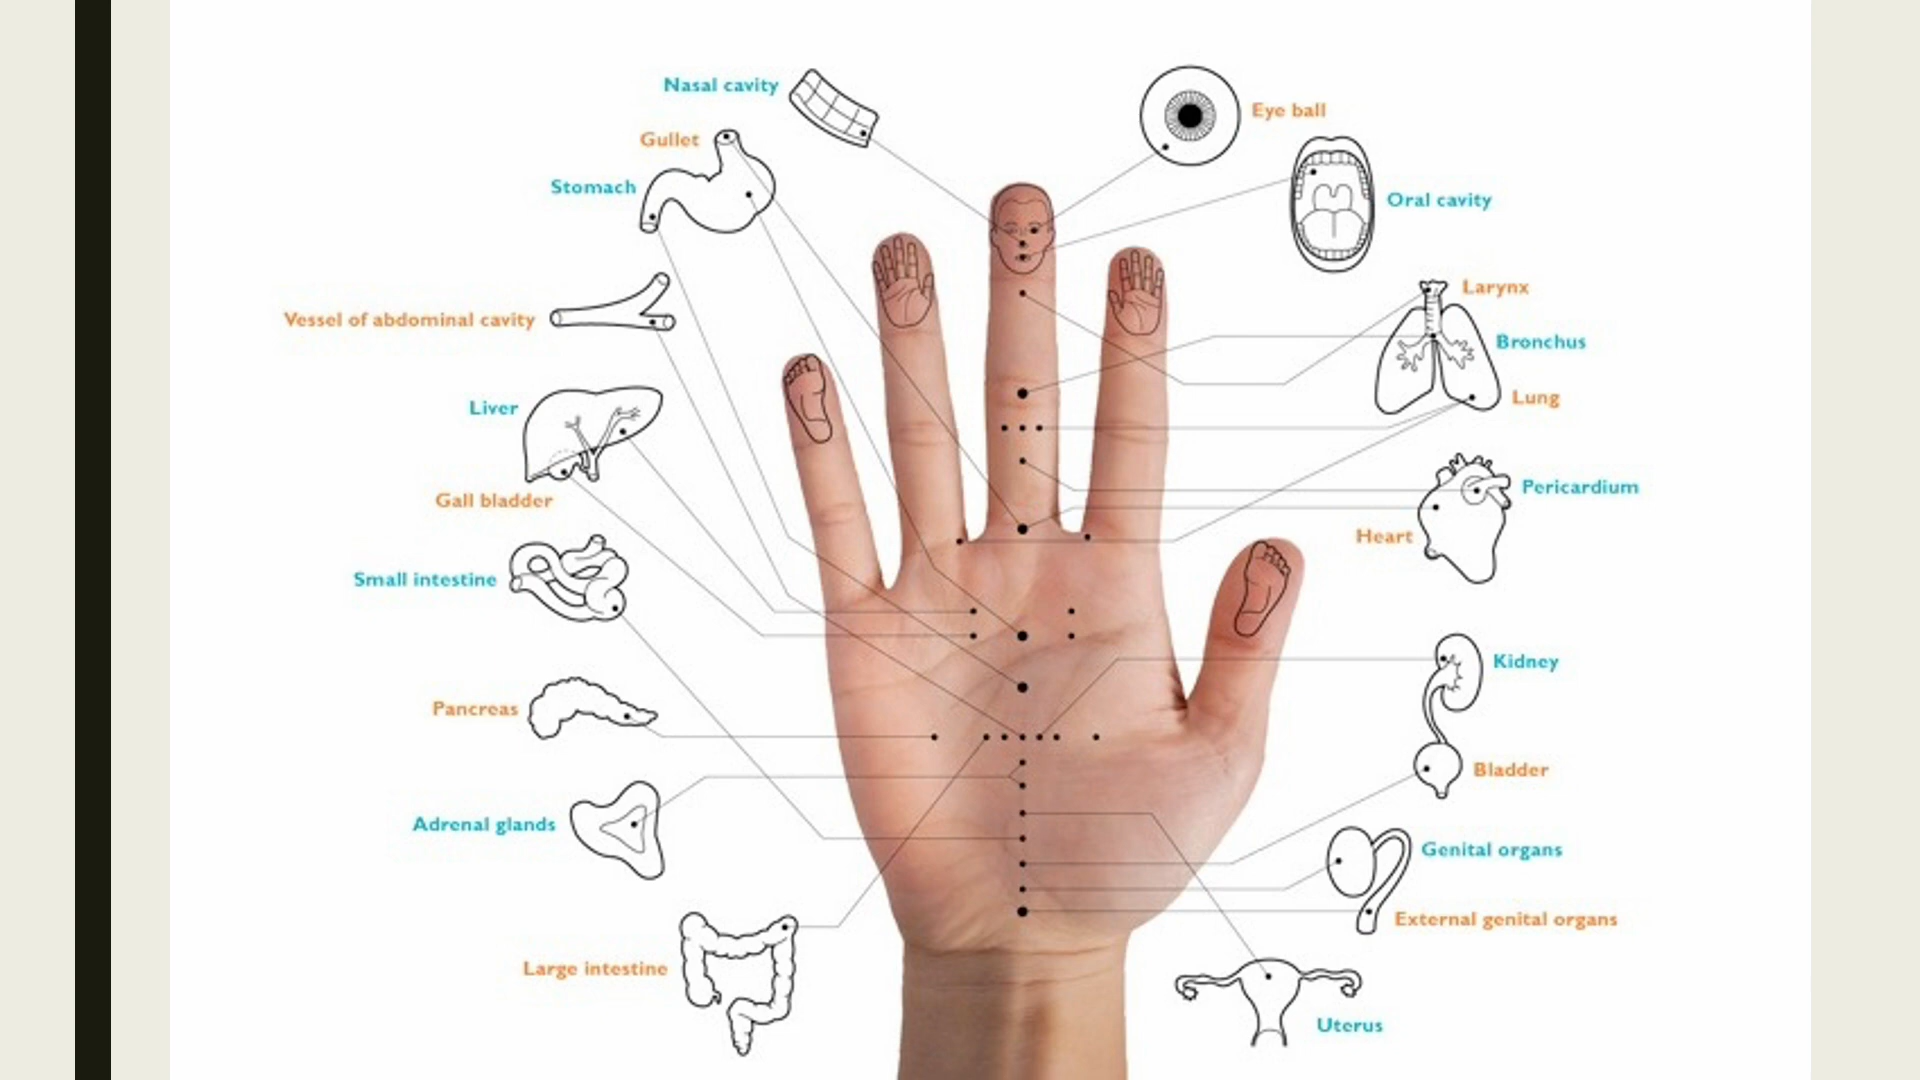 Nasal cavity
Eye ball
Gullet
Stomach
Oral cavity
Larynx
Vessel of abdominal cavity
Bronchus
Liver
Lung
Gall bladder
Pericardium
Heart
Small intestine
Kidney
Pancreas
Bladder
Adrenal glands
Genital organs
External genital organs
Large intestine
Uterus